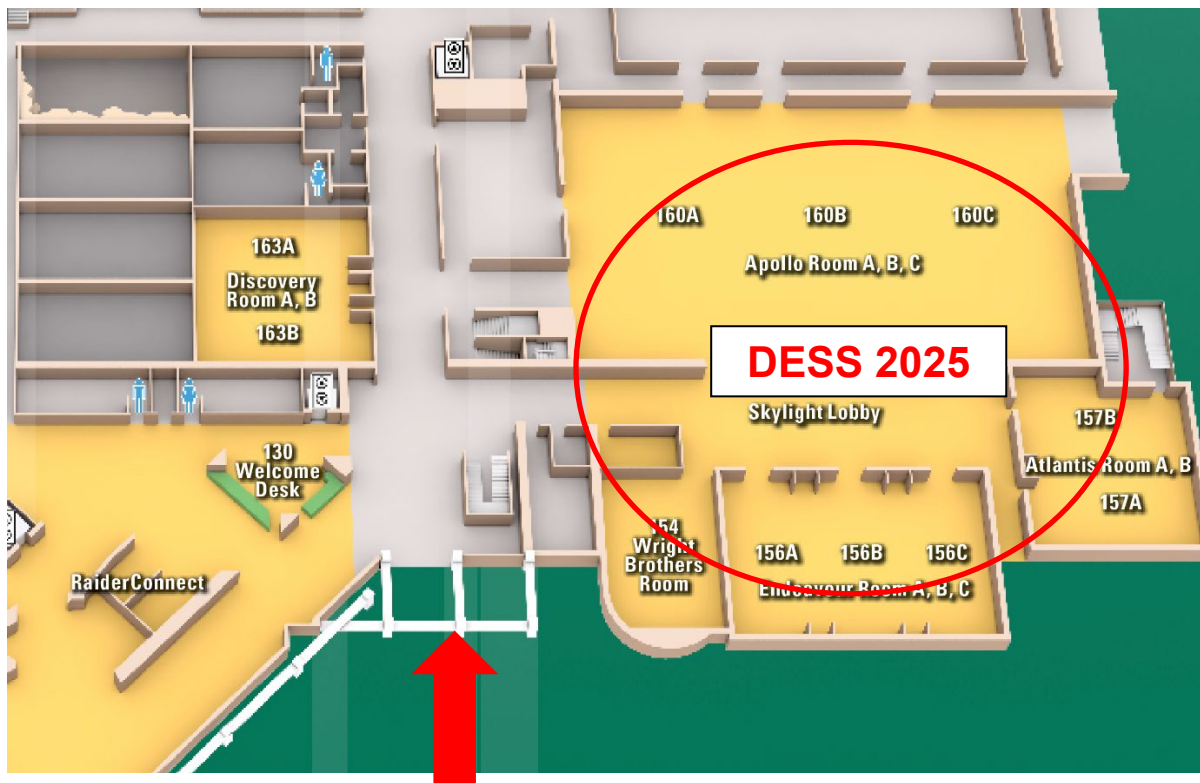 160A
160B
160C
163A
Apollo Room A, B, C
Discovery
Room A, B
163B
DESS 2025
Skylight Lobby
157B
130
Welcome
Desk
Atlantis Room A, B
157A
154
Wright
Brothers
Room
156A
156B
156C
RaiderConnect
Endeavour Room A, B, C